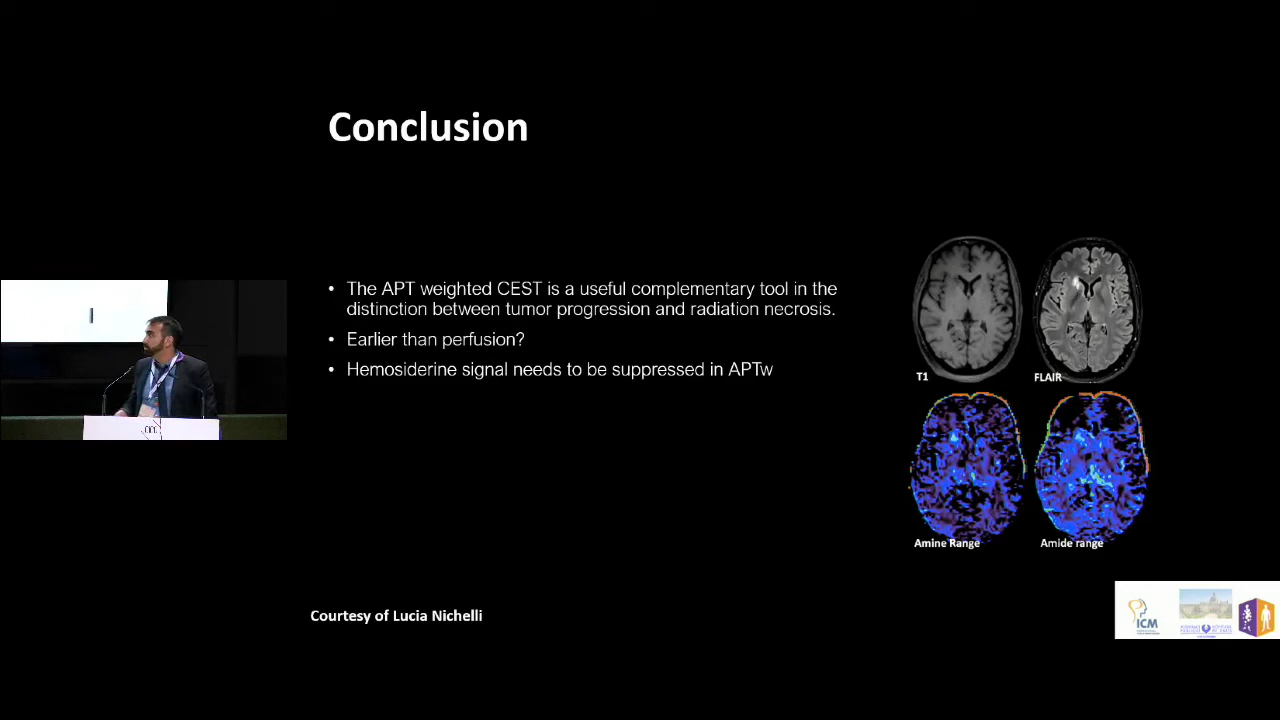 Conclusion
• The APT weighted CEST is a useful complementary tool in the
distinction between tumor progression and radiation necrosis.
• Earlier than perfusion?
• Hemosiderine signal needs to be suppressed in APTw
T1
FLAIR
Amine Range
Amide range
Courtesy of Lucia Nichelli
ICM